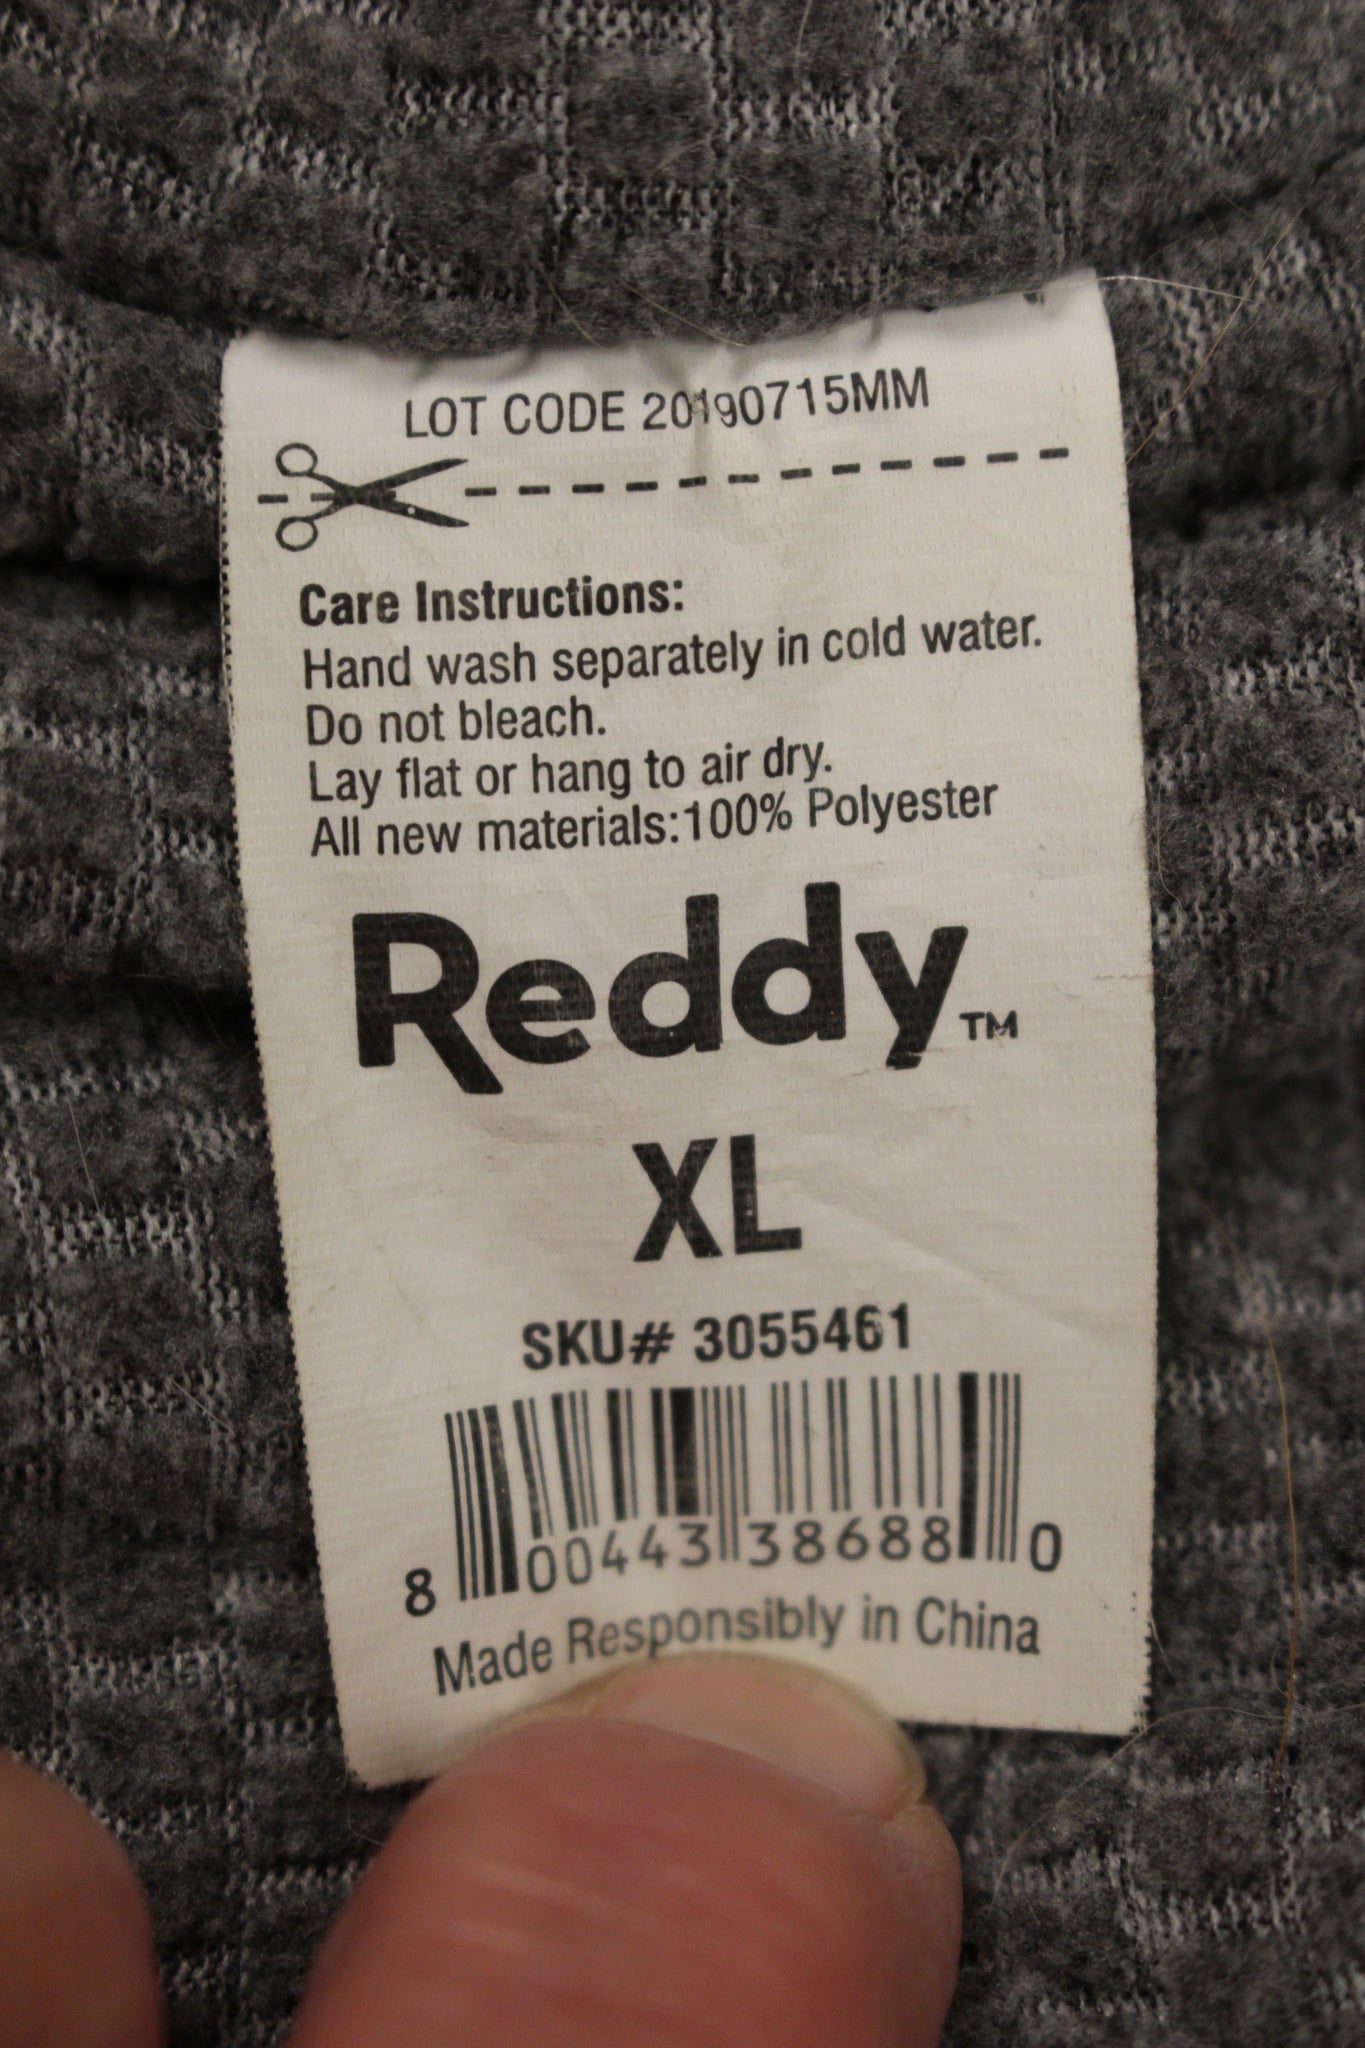 LOT CODE 20190715MM
Care Instructions:
Hand wash separately in cold water.
Do not bleach.
Lay flat or hang to air dry.
All new materials:100% Polyester
Reddy™
XL
SKU# 3055461
8 00443 38688 0
Made Responsibly in China